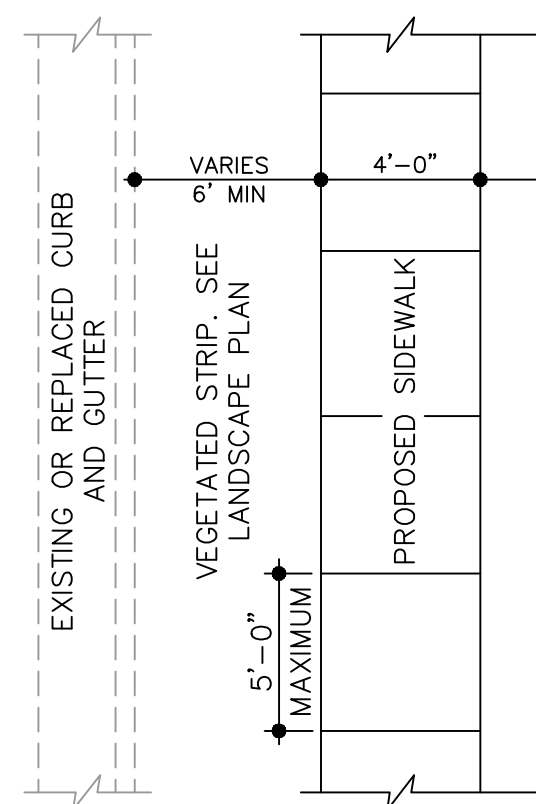 VARIES
6' MIN
4'-0"
EXISTING OR REPLACED CURB
AND GUTTER
VEGETATED STRIP. SEE
LANDSCAPE PLAN
PROPOSED SIDEWALK
5'-0"
MAXIMUM